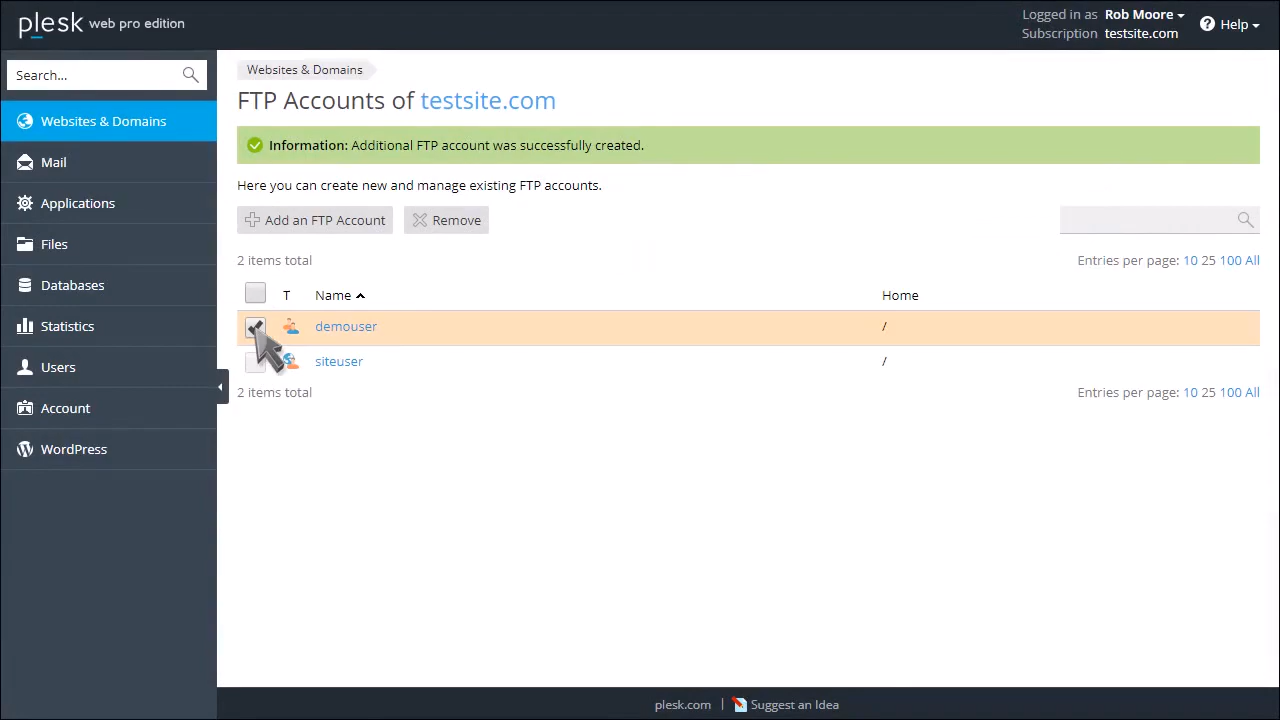 plesk web pro edition
Logged in as Rob Moore
Subscription testsite.com
Help
Search...
Websites & Domains
Mail
Applications
Files
Databases
Statistics
Users
Account
WordPress
Websites & Domains
FTP Accounts of testsite.com
Information: Additional FTP account was successfully created.
Here you can create new and manage existing FTP accounts.
Add an FTP Account
Remove
2 items total
Entries per page: 10 25 100 All
T Name Home
demouser /
siteuser /
2 items total
Entries per page: 10 25 100 All
plesk.com | Suggest an Idea